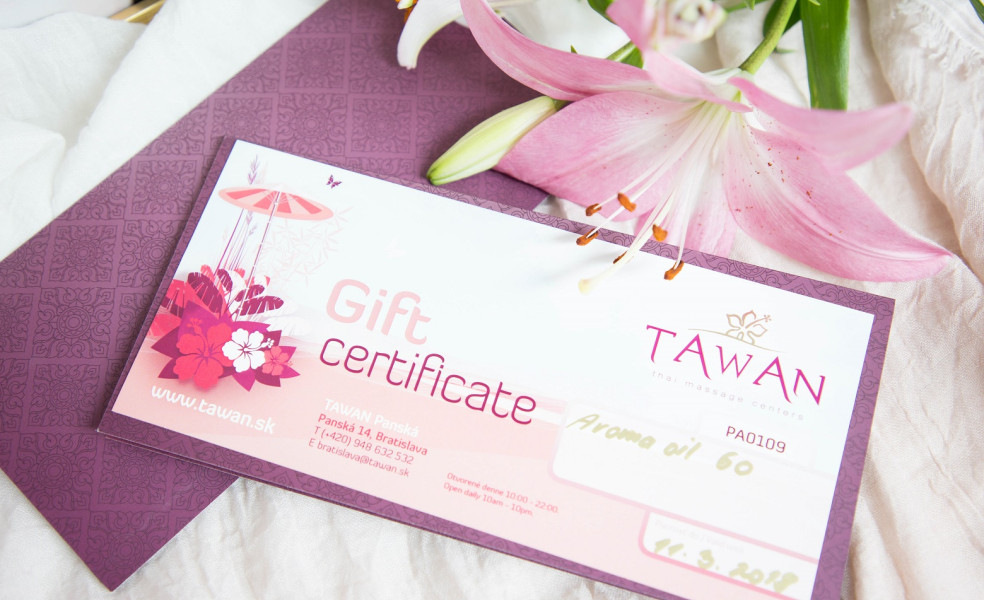 Gift
certificate
TAWAN
thai massage centers
PA0109
www.tawan.sk
TAWAN Panská
Panská 14, Bratislava
T (+420) 948 632 532
E bratislava@tawan.sk
Otvorené denne 10:00 - 22:00
Open daily 10am - 10pm
Aroma oil 60
11.3. 2018